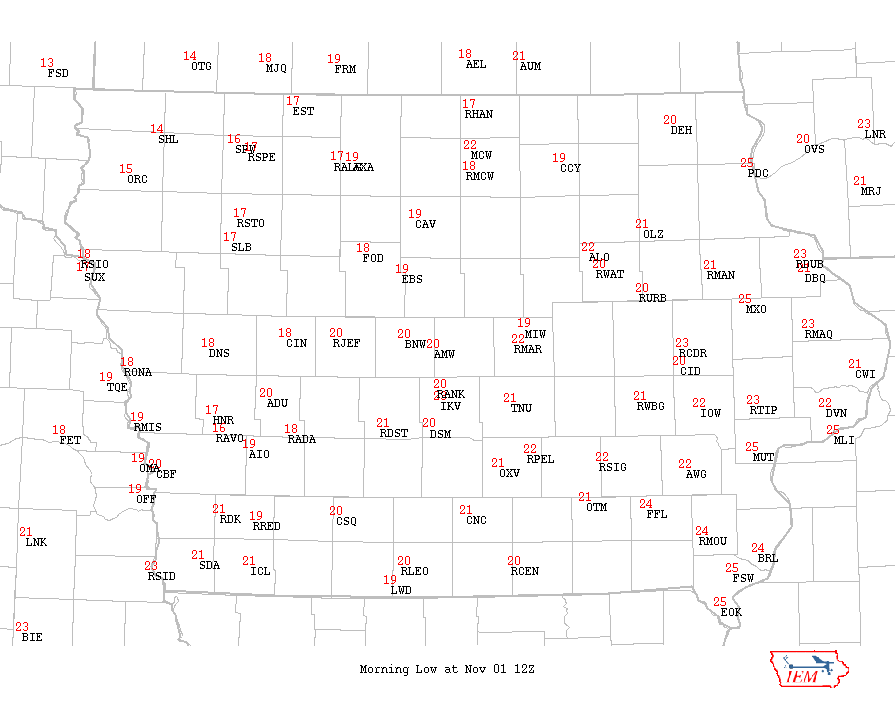 13 FSD
14 OTG
18 MJQ
19 FRM
18 AEL
21 AUM
17 EST
17 RHAN
20 DEH
23 LNR
14 SHL
16 SPW
17 RSPE
17 RALG
19 AXA
22 MCW
18 RMCW
19 CCY
20 OVS
25 PDC
15 ORC
21 MRJ
17 RSTO
17 SLB
19 CAV
21 OLZ
18 FOD
22 ALO
20 RWAT
18 RSIO
SUX
19 EBS
21 RMAN
23 RDUB
DBQ
20 RURB
25 MXO
18 DNS
18 CIN
20 RJEF
20 BNW
20 AMW
19 MIW
22 RMAR
23 RCDR
20 CID
23 RMAQ
18 RONA
19 TQE
21 CWI
20 ADU
20 RANK
IKV
21 TNU
21 RWBG
22 IOW
23 RTIP
22 DVN
17 HNR
16 RAVO
19 RMIS
18 FET
19 AIO
18 RADA
21 RDST
20 DSM
25 MLI
22 RPEL
21 OXV
22 RSIG
22 AWG
25 MUT
19 OMA
20 CBF
19 OFF
21 RDK
19 RRED
20 CSQ
21 CNC
21 OTM
24 FFL
21 LNK
24 RMOU
24 BRL
23 RSID
21 SDA
21 ICL
20 RLEO
19 LWD
20 RCEN
25 FSW
25 EOK
23 BIE
Morning Low at Nov 01 12Z
IEM